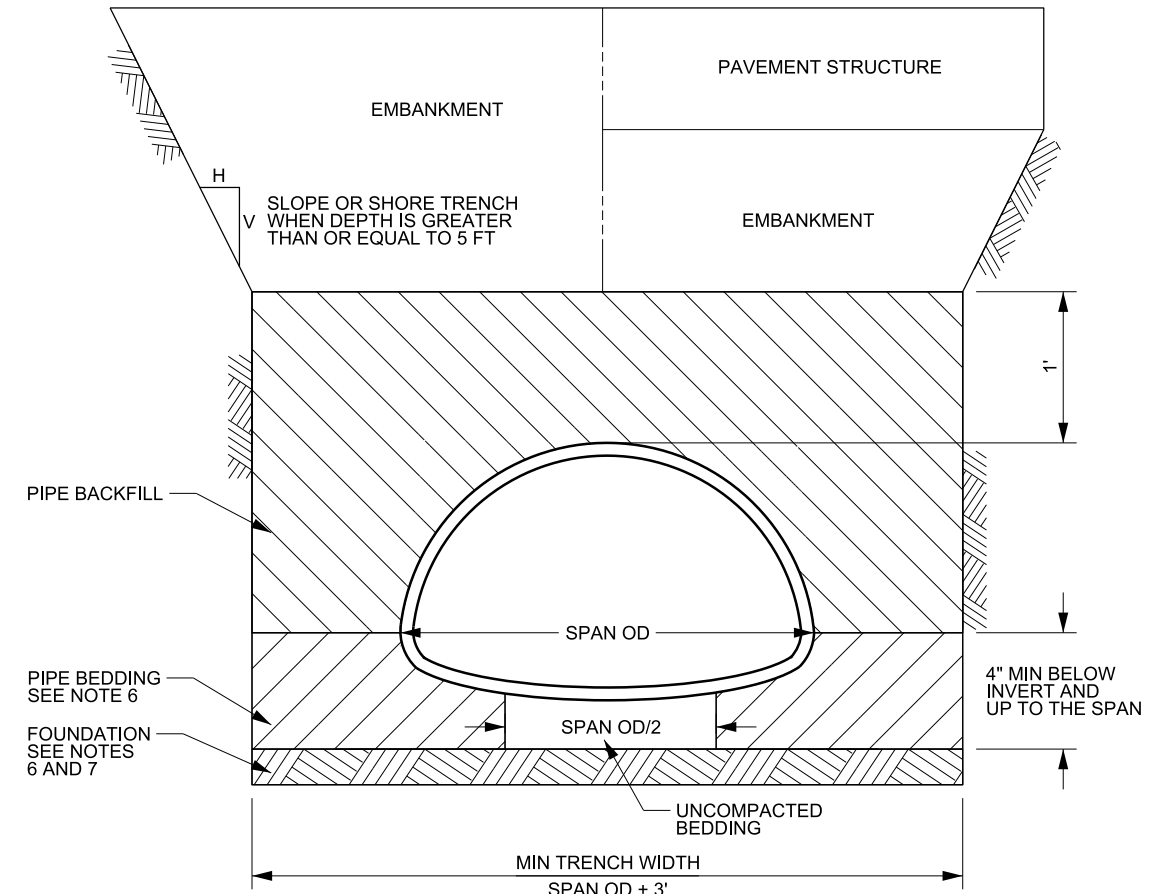 PAVEMENT STRUCTURE
EMBANKMENT
H
V
SLOPE OR SHORE TRENCH
WHEN DEPTH IS GREATER
THAN OR EQUAL TO 5 FT
EMBANKMENT
1'
PIPE BACKFILL
SPAN OD
PIPE BEDDING
SEE NOTE 6
4" MIN BELOW
INVERT AND
UP TO THE SPAN
FOUNDATION
SEE NOTES
6 AND 7
SPAN OD/2
UNCOMPACTED
BEDDING
MIN TRENCH WIDTH
SPAN OD + 3'